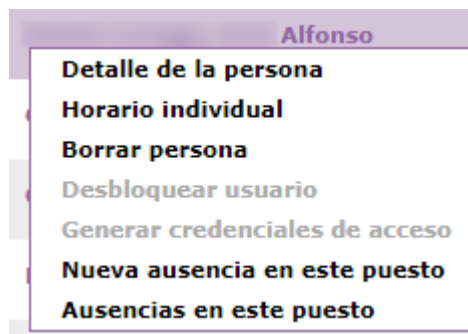 Alfonso
Detalle de la persona
Horario individual
Borrar persona
Desbloquear usuario
Generar credenciales de acceso
Nueva ausencia en este puesto
Ausencias en este puesto